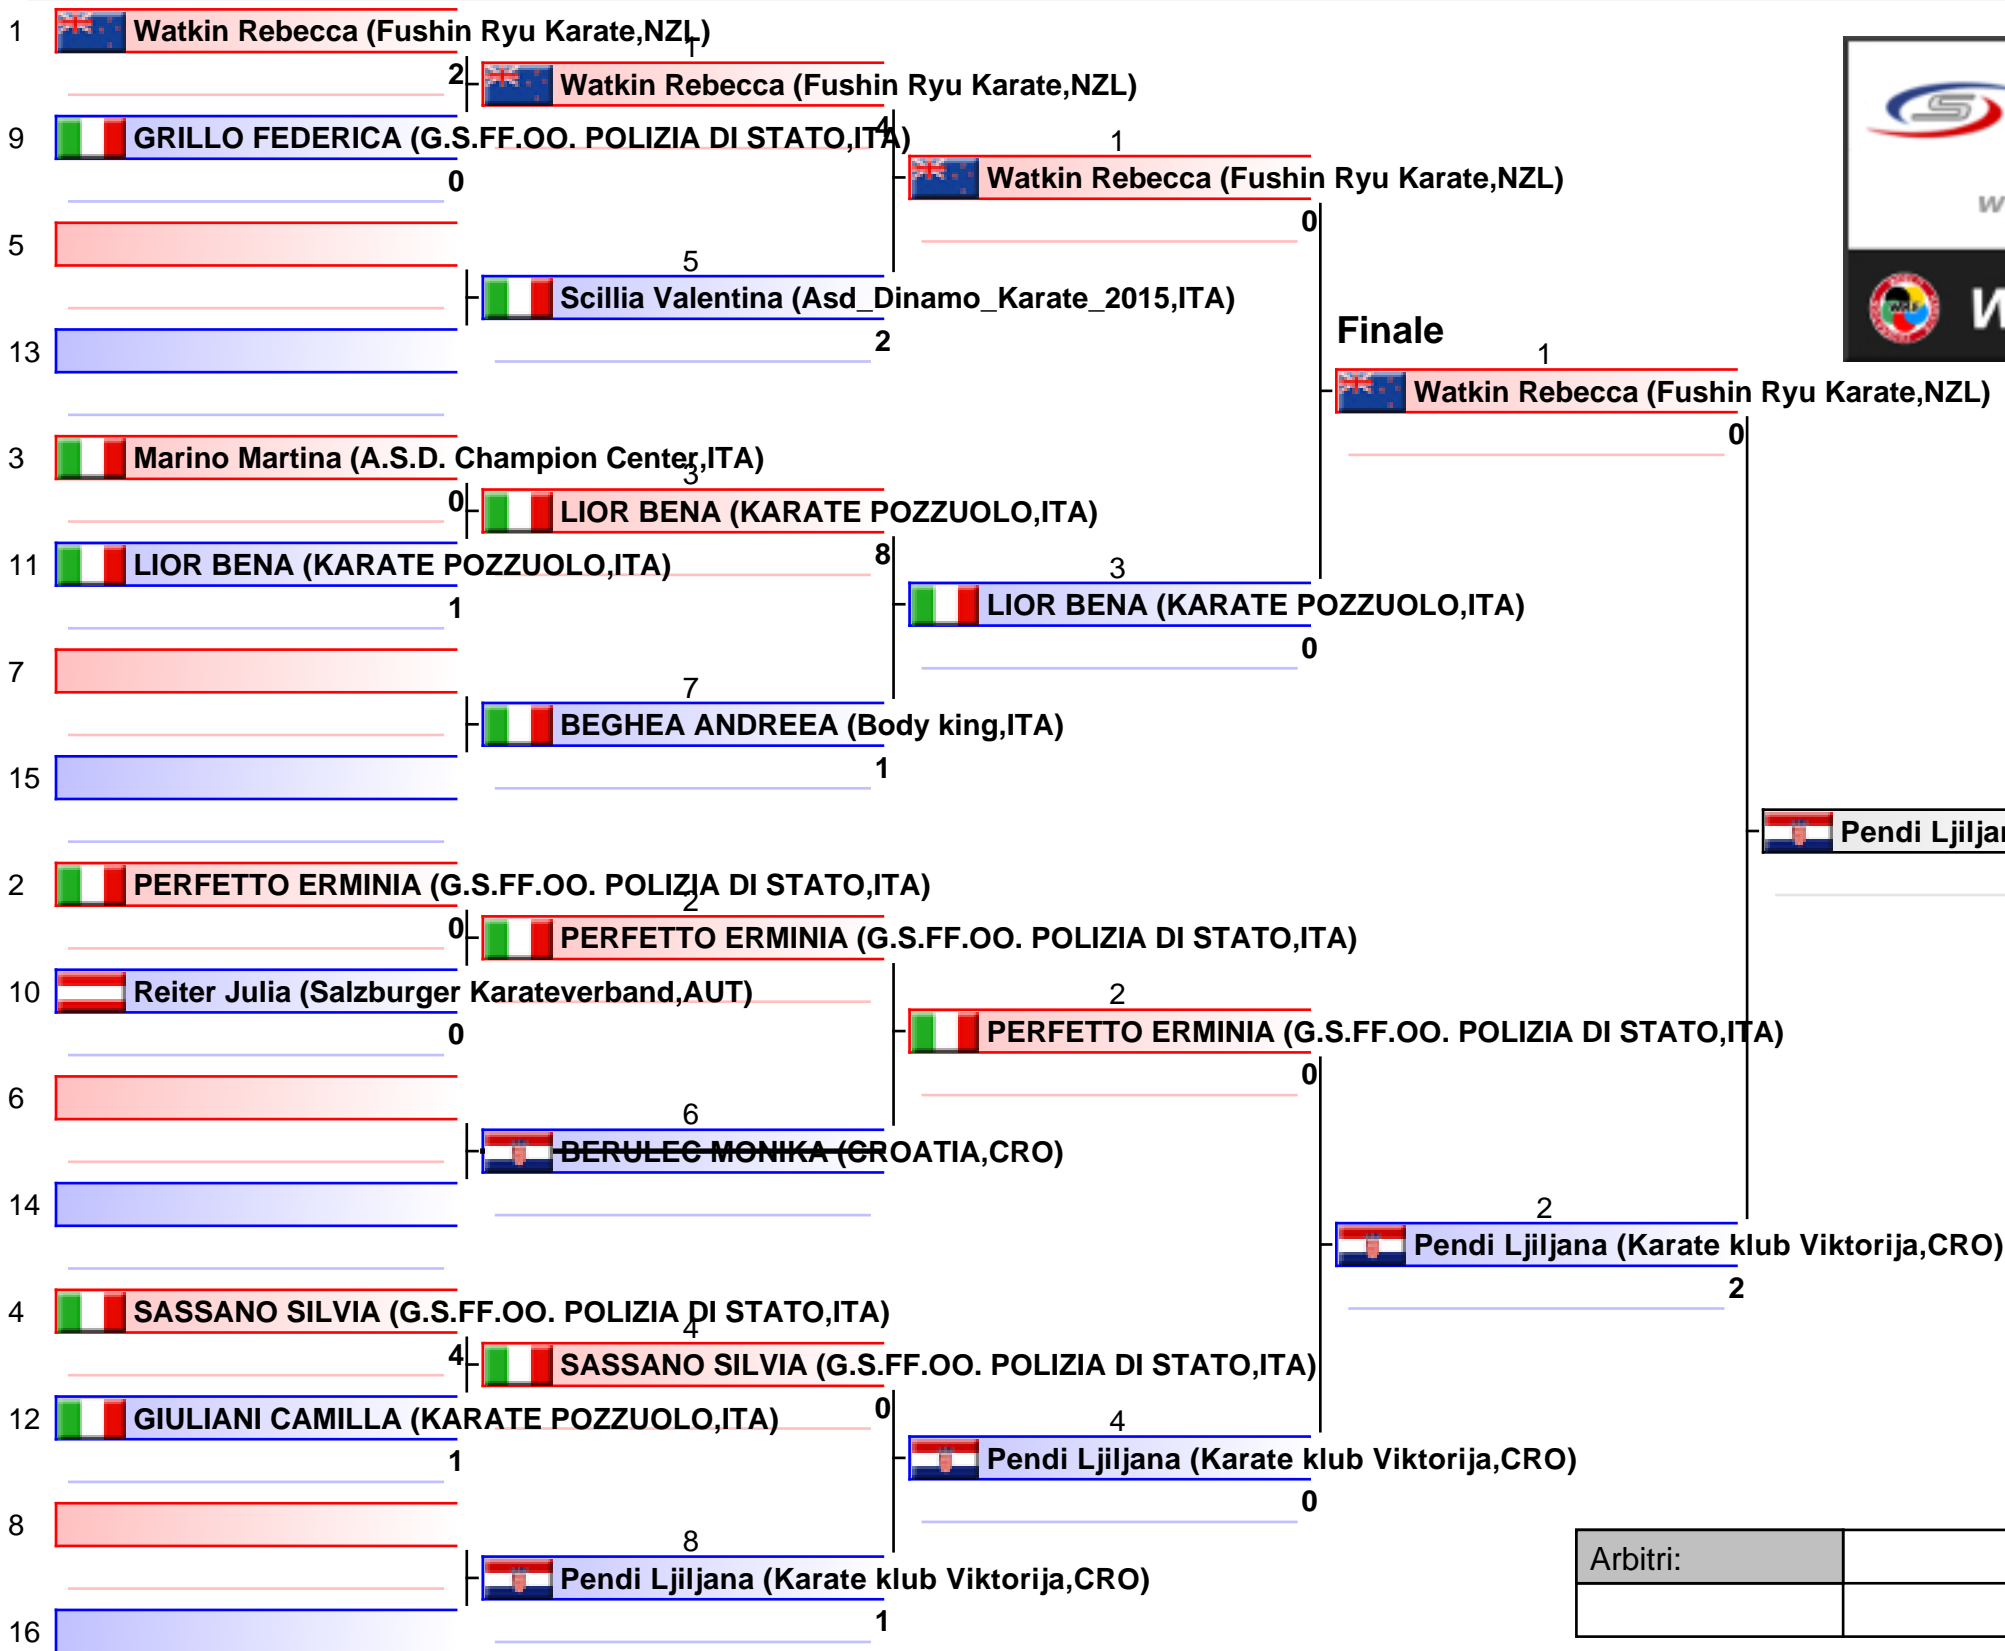 1 Watkin Rebecca (Fushin Ryu Karate,NZL)
2
9 GRILLO FEDERICA (G.S.FF.OO. POLIZIA DI STATO,ITA)
0
5
13
3 Marino Martina (A.S.D. Champion Center,ITA)
0
11 LIOR BENA (KARATE POZZUOLO,ITA)
1
7
15
2 PERFETTO ERMINIA (G.S.FF.OO. POLIZIA DI STATO,ITA)
0
10 Reiter Julia (Salzburger Karateverband,AUT)
0
6
14
4 SASSANO SILVIA (G.S.FF.OO. POLIZIA DI STATO,ITA)
4
12 GIULIANI CAMILLA (KARATE POZZUOLO,ITA)
1
8
16
1
Watkin Rebecca (Fushin Ryu Karate,NZL)
4
5
Scillia Valentina (Asd_Dinamo_Karate_2015,ITA)
2
3
LIOR BENA (KARATE POZZUOLO,ITA)
8
7
BEGHEA ANDREEA (Body king,ITA)
1
2
PERFETTO ERMINIA (G.S.FF.OO. POLIZIA DI STATO,ITA)
6
BERULEC MONIKA (CROATIA,CRO)
4
SASSANO SILVIA (G.S.FF.OO. POLIZIA DI STATO,ITA)
0
8
Pendi Ljiljana (Karate klub Viktorija,CRO)
1
1
Watkin Rebecca (Fushin Ryu Karate,NZL)
0
3
LIOR BENA (KARATE POZZUOLO,ITA)
0
2
PERFETTO ERMINIA (G.S.FF.OO. POLIZIA DI STATO,ITA)
0
4
Pendi Ljiljana (Karate klub Viktorija,CRO)
0
Finale
1
Watkin Rebecca (Fushin Ryu Karate,NZL)
0
2
Pendi Ljiljana (Karate klub Viktorija,CRO)
2
Pendi Ljiljan
S
w
W
Arbitri: